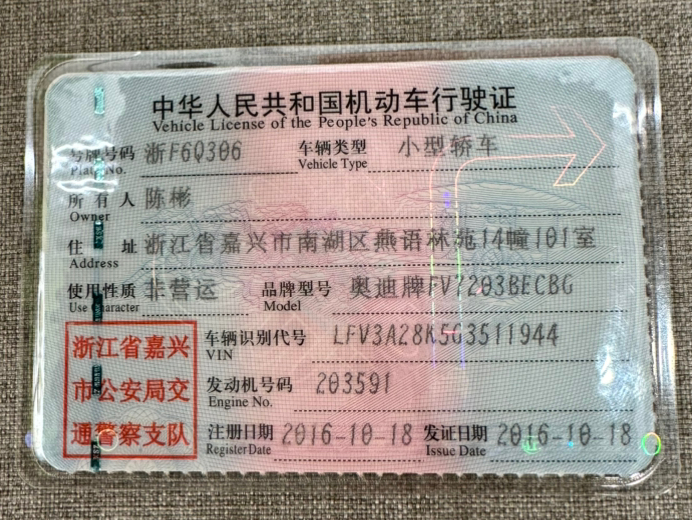 中华人民共和国机动车行驶证
Vehicle License of the People's Republic of China
号牌号码 浙F6Q306 车辆类型 小型轿车
Plate No. Vehicle Type
所有人 陈彬
Owner
住址 浙江省嘉兴市南湖区燕语林苑14幢101室
Address
使用性质 非营运 品牌型号 奥迪牌FV7203BECBG
Use Character Model
浙江省嘉兴
市公安局交
通警察支队
车辆识别代号 LFV3A28K5G3511944
VIN
发动机号码 203591
Engine No.
注册日期 2016-10-18 发证日期 2016-10-18
Register Date Issue Date